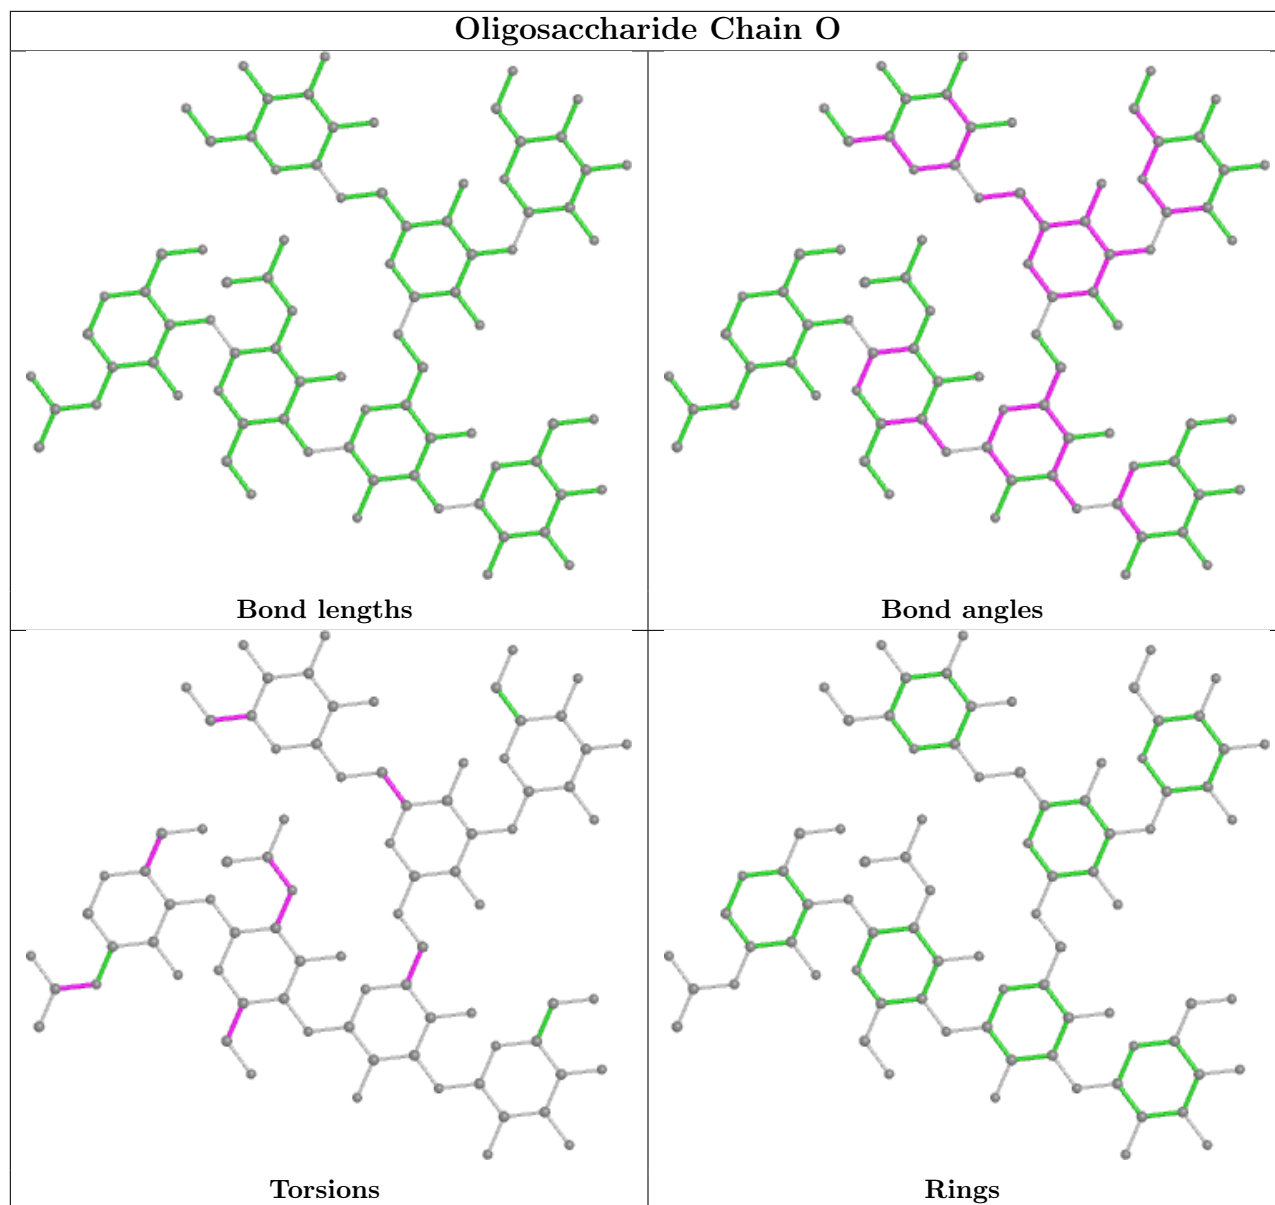 Oligosaccharide Chain O
Bond lengths
Bond angles
Torsions
Rings